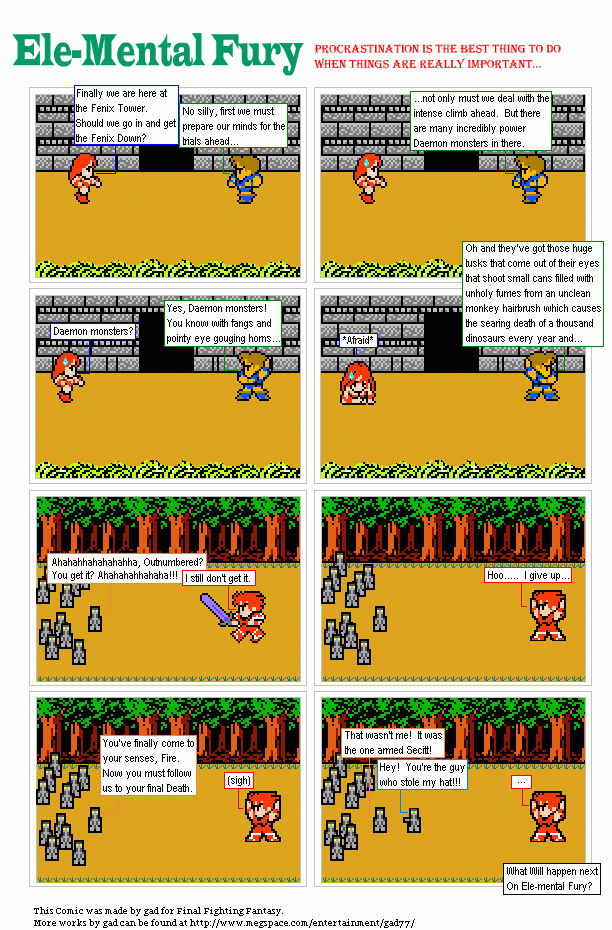 Ele-Mental Fury
PROCRASTINATION IS THE BEST THING TO DO
WHEN THINGS ARE REALLY IMPORTANT...
Finally we are here at
the Fenix Tower.
Should we go in and get
the Fenix Down?
No silly, first we must
prepare our minds for the
trials ahead...
...not only must we deal with the
intense climb ahead.  But there
are many incredibly power
Daemon monsters in there.
Daemon monsters?
Yes, Daemon monsters!
You know with fangs and
pointy eye gouging horns...
*Afraid*
Oh and they've got those huge
tusks that come out of their eyes
that shoot small cans filled with
unholy fumes from an unclean
monkey hairbrush which causes
the searing death of a thousand
dinosaurs every year and...
Ahahahhahahahahha, Outnumbered?
You get it? Ahahahahhahaha!!!
I still don't get it.
Hoo.....  I give up...
You've finally come to
your senses, Fire.
Now you must follow
us to your final Death.
(sigh)
That wasn't me!  It was
the one armed Secitt!
Hey!  You're the guy
who stole my hat!!!
...
What Will happen next
On Ele-mental Fury?
This Comic was made by gad for Final Fighting Fantasy.
More works by gad can be found at http://www.megspace.com/entertainment/gad77/